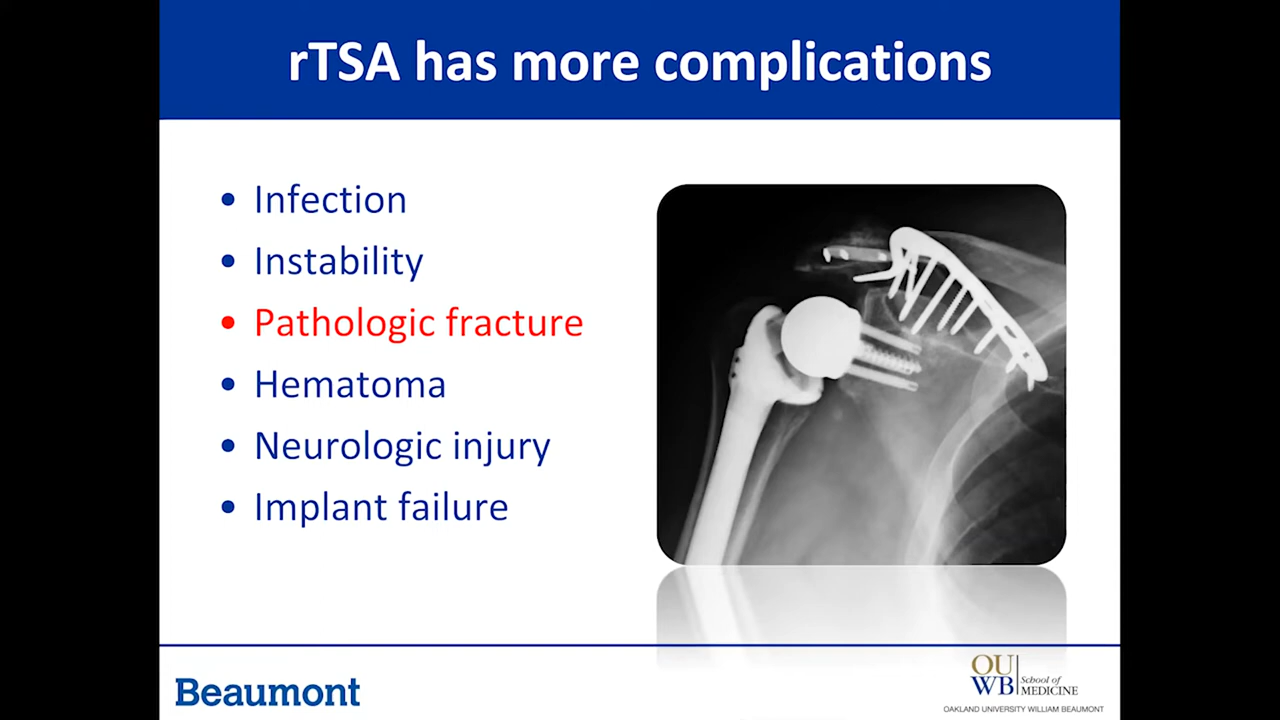 rTSA has more complications
• Infection
• Instability
• Pathologic fracture
• Hematoma
• Neurologic injury
• Implant failure
Beaumont
OU
WB
School of
MEDICINE
OAKLAND UNIVERSITY WILLIAM BEAUMONT